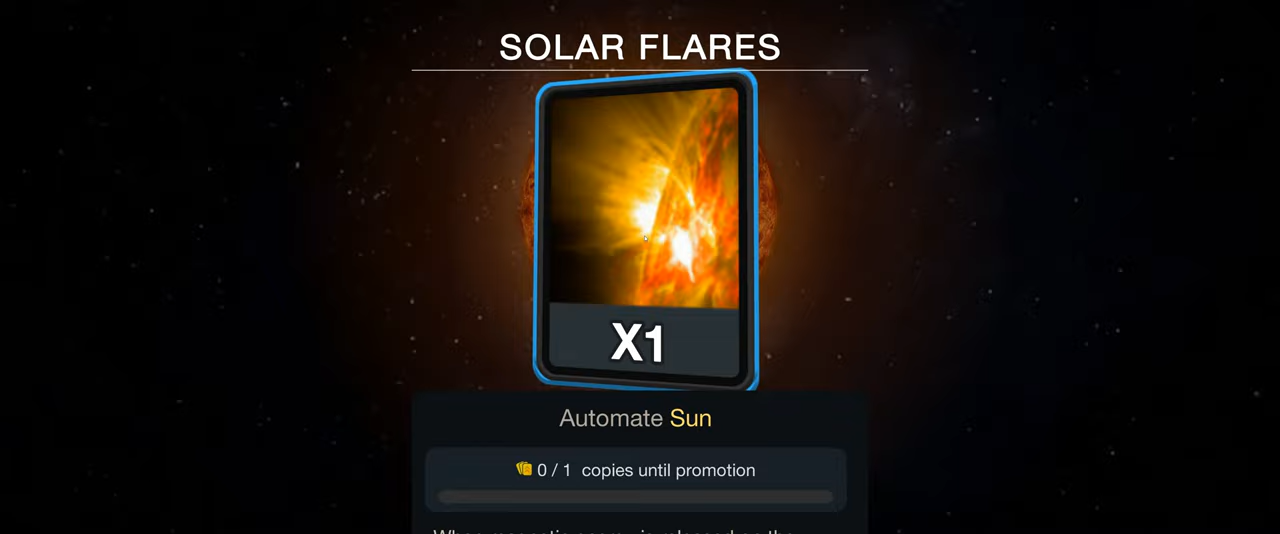 SOLAR FLARES
X1
Automate Sun
0 / 1 copies until promotion